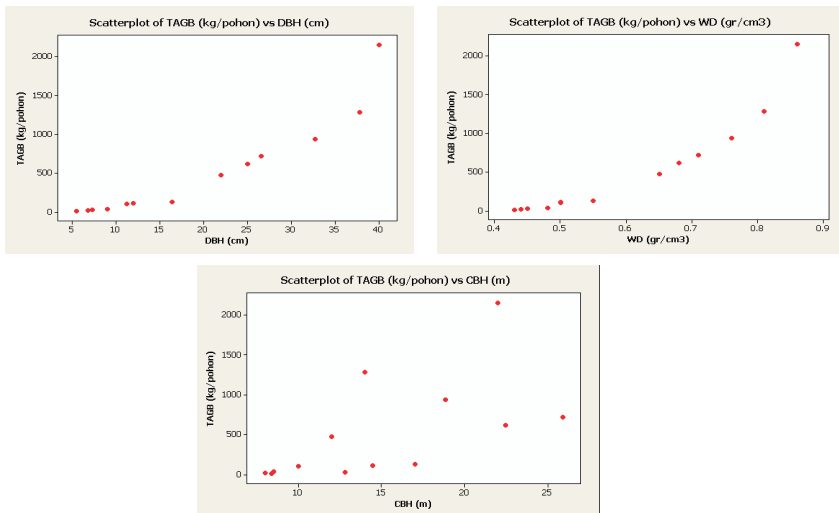 Scatterplot of TAGB (kg/pohon) vs DBH (cm)
TAGB (kg/pohon)
2000
1500
1000
500
0
5 10 15 20 25 30 35 40
DBH (cm)
Scatterplot of TAGB (kg/pohon) vs WD (gr/cm3)
TAGB (kg/pohon)
2000
1500
1000
500
0
0.4 0.5 0.6 0.7 0.8 0.9
WD (gr/cm3)
Scatterplot of TAGB (kg/pohon) vs CBH (m)
TAGB (kg/pohon)
2000
1500
1000
500
0
10 15 20 25
CBH (m)